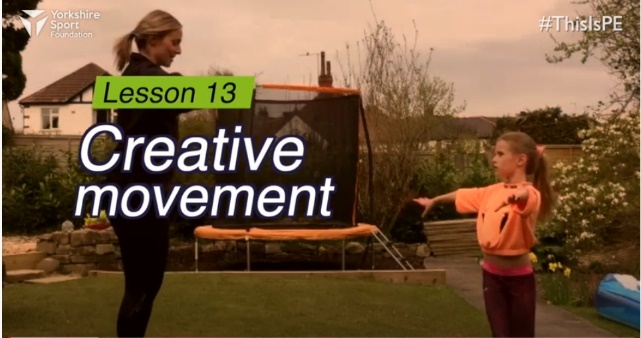 Yorkshire
Sport
Foundation
#ThisIsPE
Lesson 13
Creative
movement